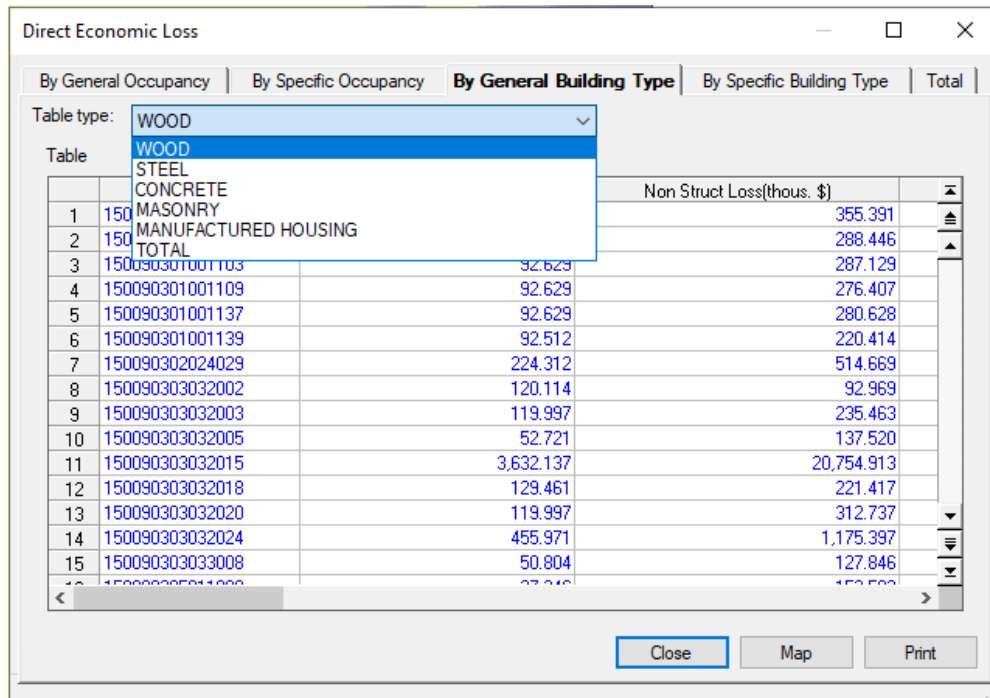 Direct Economic Loss
By General Occupancy By Specific Occupancy By General Building Type By Specific Building Type Total
Table type: WOOD
Table
WOOD
STEEL
CONCRETE
MASONRY
MANUFACTURED HOUSING
TOTAL
Non Struct Loss(thous. $)
1 150 355.391
2 150 288.446
3 150090301001103 92.629 287.129
4 150090301001109 92.629 276.407
5 150090301001137 92.629 280.628
6 150090301001139 92.512 220.414
7 150090302024029 224.312 514.669
8 150090303032002 120.114 92.969
9 150090303032003 119.997 235.463
10 150090303032005 52.721 137.520
11 150090303032015 3,632.137 20,754.913
12 150090303032018 129.461 221.417
13 150090303032020 119.997 312.737
14 150090303032024 455.971 1,175.397
15 150090303033008 50.804 127.846
Close Map Print